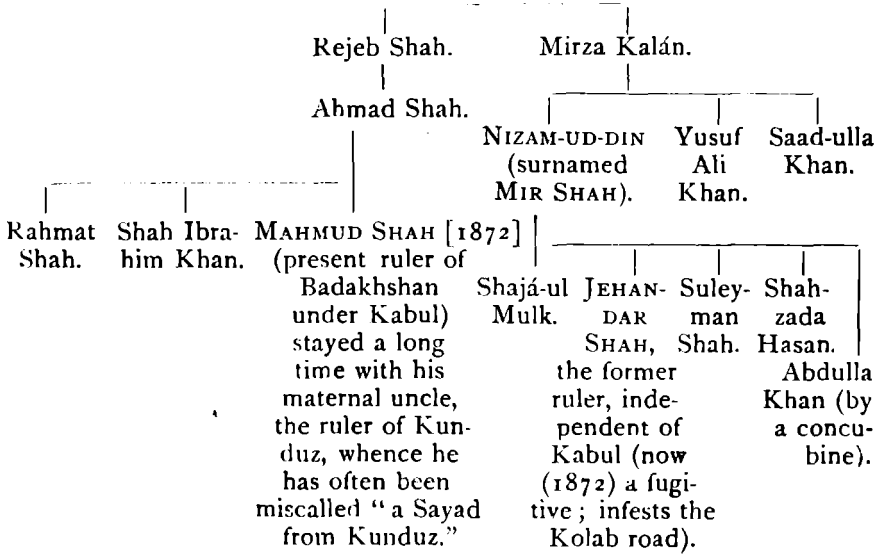 Rejeb Shah. Mirza Kalán.
Ahmad Shah.
NIZAM-UD-DIN Yusuf Saad-ulla
(surnamed Ali Khan.
MIR SHAH). Khan.
Rahmat Shah Ibra- MAHMUD SHAH [1872]
Shah. him Khan. (present ruler of
Badakhshan
under Kabul)
stayed a long
time with his
maternal uncle,
the ruler of Kun-
duz, whence he
has often been
miscalled “a Sayad
from Kunduz.”
Shajá-ul JEHAN- Suley- Shah-
Mulk. DAR man zada
SHAH, Shah. Hasan.
the former
ruler, inde-
pendent of
Kabul (now
(1872) a fugi-
tive; infests the
Kolab road).
Abdulla
Khan (by
a concu-
bine).